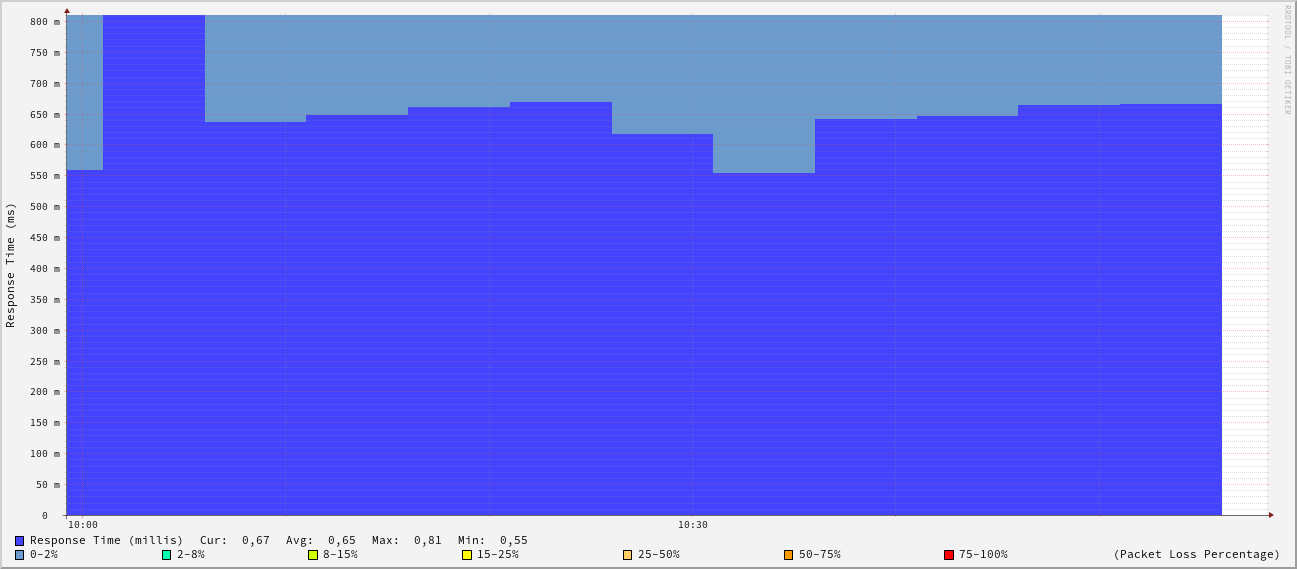 RRDTOOL / TOBI OETIKER
Response Time (ms)
800 m
750 m
700 m
650 m
600 m
550 m
500 m
450 m
400 m
350 m
300 m
250 m
200 m
150 m
100 m
50 m
0
10:00 10:30
Response Time (millis) Cur: 0,67 Avg: 0,65 Max: 0,81 Min: 0,55
0-2% 2-8% 8-15% 15-25% 25-50% 50-75% 75-100% (Packet Loss Percentage)